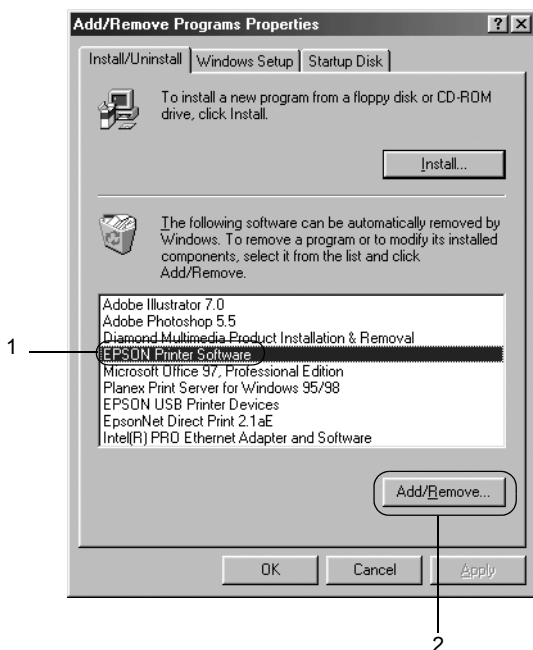 Add/Remove Programs Properties
Install/Uninstall
Windows Setup
Startup Disk
To install a new program from a floppy disk or CD-ROM
drive, click Install.
Install...
The following software can be automatically removed by
Windows. To remove a program or to modify its installed
components, select it from the list and click
Add/Remove.
Adobe Illustrator 7.0
Adobe Photoshop 5.5
Diamond Multimedia Product Installation & Removal
1
EPSON Printer Software
Microsoft Office 97, Professional Edition
Planex Print Server for Windows 95/98
EPSON USB Printer Devices
EpsonNet Direct Print 2.1aE
Intel(R) PRO Ethernet Adapter and Software
Add/Remove...
OK
Cancel
Apply
2